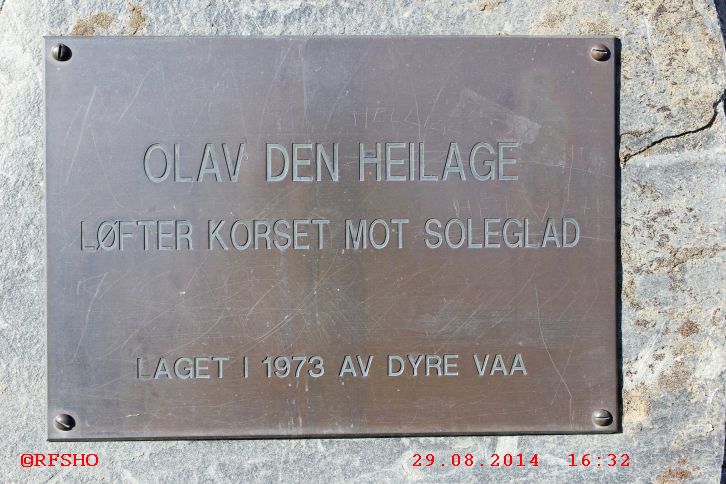 OLAV DEN HEILAGE
LØFTER KORSET MOT SOLEGLAD
LAGET I 1973 AV DYRE VAA
©RFSHO
29.08.2014 16:32